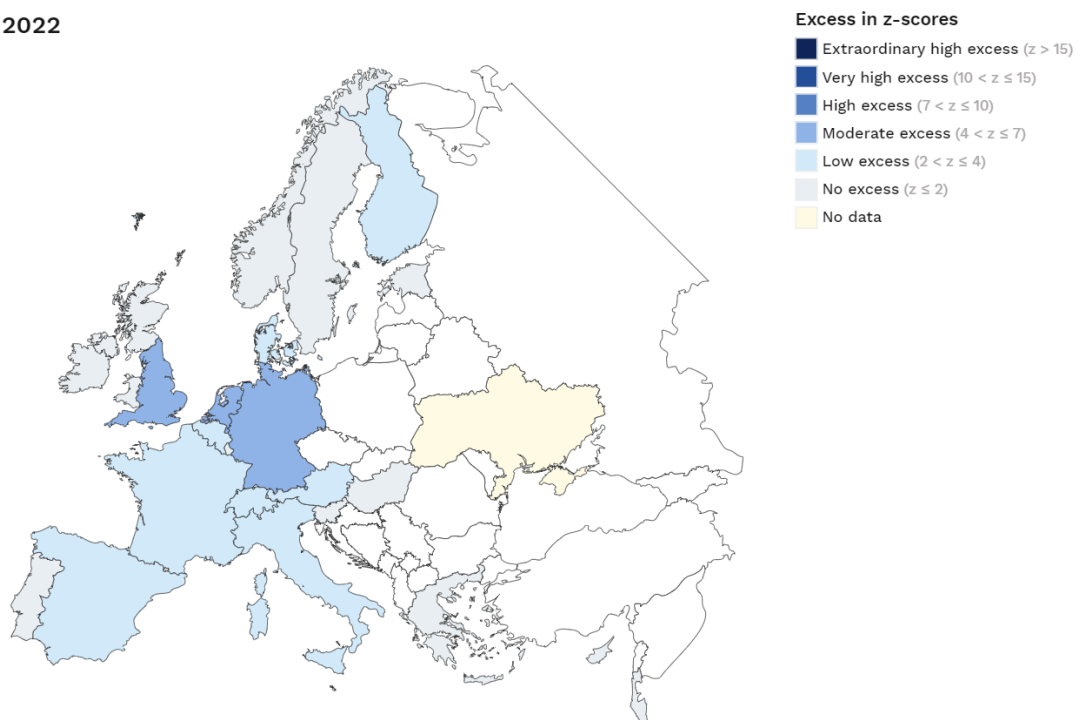 2022
Excess in z-scores
Extraordinary high excess (z > 15)
Very high excess (10 < z ≤ 15)
High excess (7 < z ≤ 10)
Moderate excess (4 < z ≤ 7)
Low excess (2 < z ≤ 4)
No excess (z ≤ 2)
No data